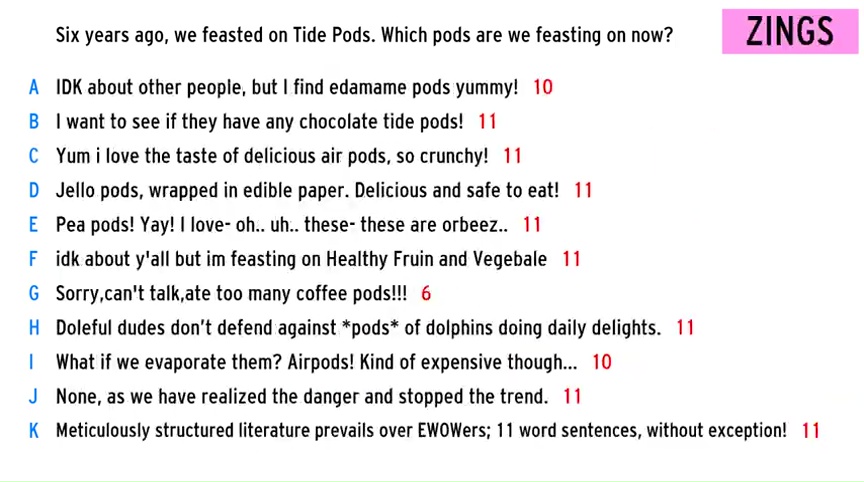 Six years ago, we feasted on Tide Pods. Which pods are we feasting on now?
ZINGS
A IDK about other people, but I find edamame pods yummy! 10
B I want to see if they have any chocolate tide pods! 11
C Yum i love the taste of delicious air pods, so crunchy! 11
D Jello pods, wrapped in edible paper. Delicious and safe to eat! 11
E Pea pods! Yay! I love- oh.. uh.. these- these are orbeez.. 11
F idk about y'all but im feasting on Healthy Fruin and Vegebale 11
G Sorry,can't talk,ate too many coffee pods!!! 6
H Doleful dudes don't defend against *pods* of dolphins doing daily delights. 11
I What if we evaporate them? Airpods! Kind of expensive though... 10
J None, as we have realized the danger and stopped the trend. 11
K Meticulously structured literature prevails over EWOWers; 11 word sentences, without exception! 11